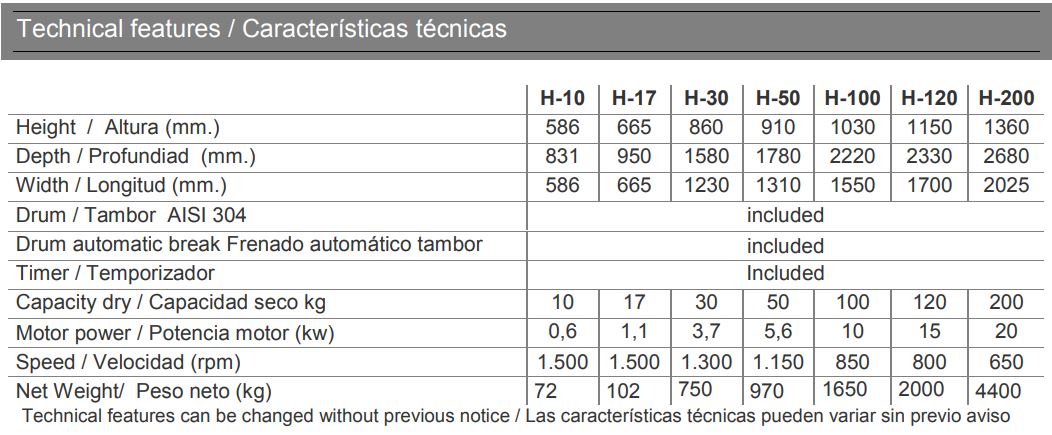 Technical features / Características técnicas
H-10 H-17 H-30 H-50 H-100 H-120 H-200
Height / Altura (mm.) 586 665 860 910 1030 1150 1360
Depth / Profundiad (mm.) 831 950 1580 1780 2220 2330 2680
Width / Longitud (mm.) 586 665 1230 1310 1550 1700 2025
Drum / Tambor AISI 304 included
Drum automatic break Frenado automático tambor included
Timer / Temporizador Included
Capacity dry / Capacidad seco kg 10 17 30 50 100 120 200
Motor power / Potencia motor (kw) 0,6 1,1 3,7 5,6 10 15 20
Speed / Velocidad (rpm) 1.500 1.500 1.300 1.150 850 800 650
Net Weight/ Peso neto (kg) 72 102 750 970 1650 2000 4400
Technical features can be changed without previous notice / Las características técnicas pueden variar sin previo aviso